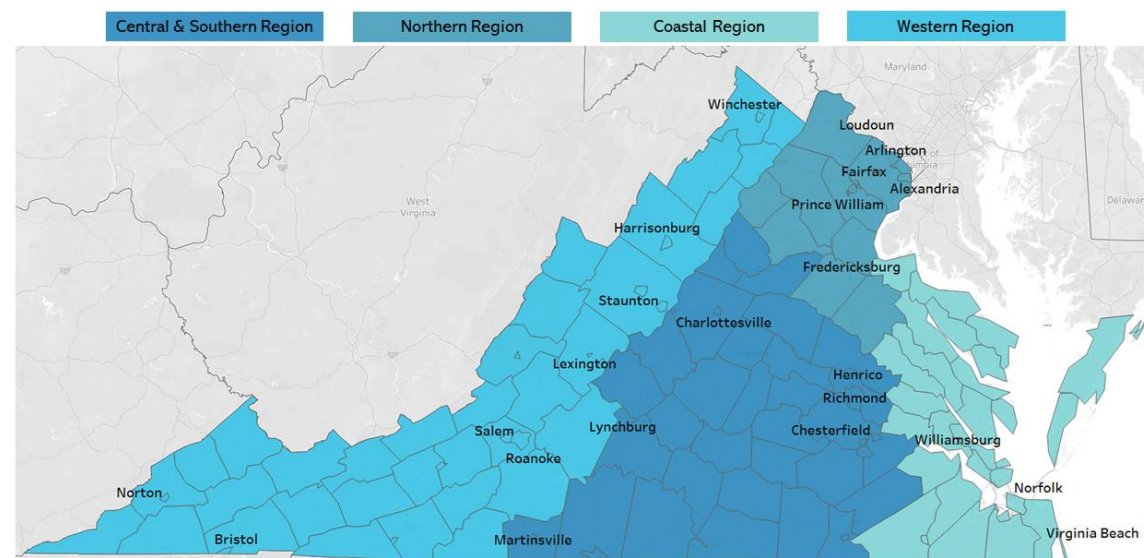 Central & Southern Region
Northern Region
Coastal Region
Western Region
Maryland
Winchester
Loudoun
Arlington
of
Fairfax
Alexandria
West
Virginia
Prince William
Delaware
Harrisonburg
Fredericksburg
Staunton
Charlottesville
Lexington
Henrico
Richmond
Salem
Lynchburg
Chesterfield
Williamsburg
Roanoke
Norton
Norfolk
Bristol
Martinsville
Virginia Beach